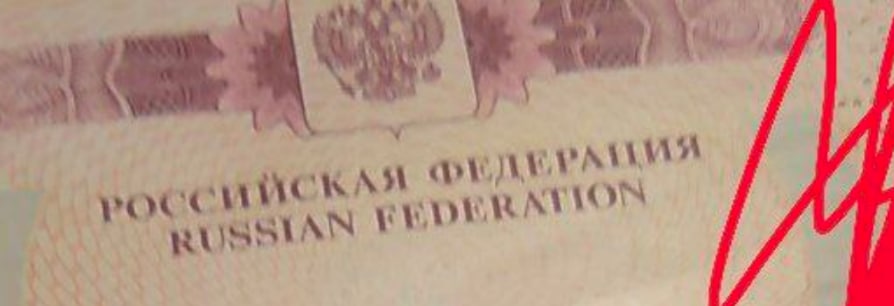 РОССИЙСКАЯ ФЕДЕРАЦИЯ
RUSSIAN FEDERATION